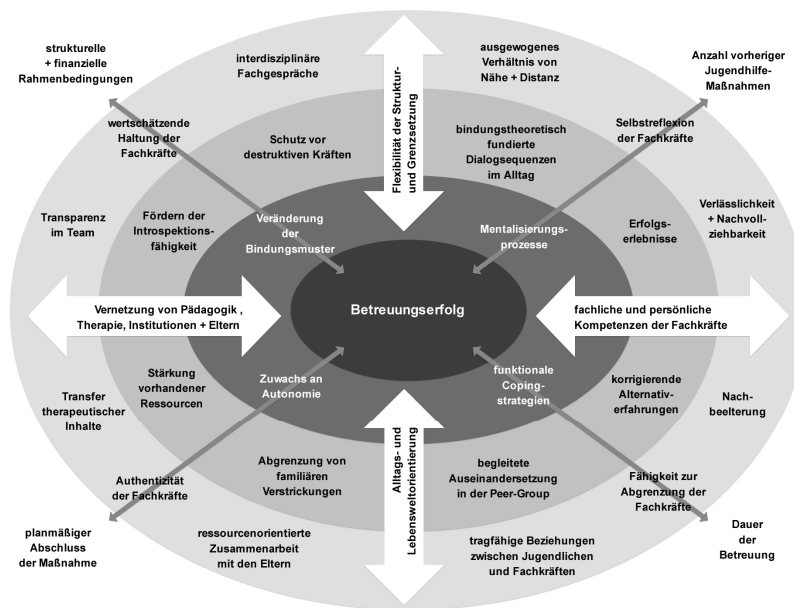 strukturelle
+ finanzielle
Rahmenbedingungen
interdisziplinäre
Fachgespräche
ausgewogenes
Verhältnis von
Nähe + Distanz
Anzahl vorheriger
Jugendhilfe-
Maßnahmen
wertschätzende
Haltung der
Fachkräfte
Schutz vor
destruktiven Kräften
Flexibilität der Struktur-
und Grenzsetzung
bindungstheoretisch
fundierte
Dialogsequenzen
im Alltag
Selbstreflexion
der Fachkräfte
Transparenz
im Team
Fördern der
Introspektions-
fähigkeit
Veränderung
der
Bindungsmuster
Mentalisierungs-
prozesse
Erfolgs-
erlebnisse
Verlässlichkeit
+ Nachvoll-
ziehbarkeit
Vernetzung von Pädagogik ,
Therapie, Institutionen + Eltern
Betreuungserfolg
fachliche und persönliche
Kompetenzen der Fachkräfte
Transfer
therapeutischer
Inhalte
Stärkung
vorhandener
Ressourcen
Zuwachs an
Autonomie
funktionale
Coping-
strategien
korrigierende
Alternativ-
erfahrungen
Nach-
beelterung
Authentizität
der Fachkräfte
Abgrenzung von
familiären
Verstrickungen
Alltags- und
Lebensweltorientierung
begleitete
Auseinandersetzung
in der Peer-Group
Fähigkeit zur
Abgrenzung der
Fachkräfte
planmäßiger
Abschluss
der Maßnahme
ressourcenorientierte
Zusammenarbeit
mit den Eltern
tragfähige Beziehungen
zwischen Jugendlichen
und Fachkräften
Dauer
der
Betreuung